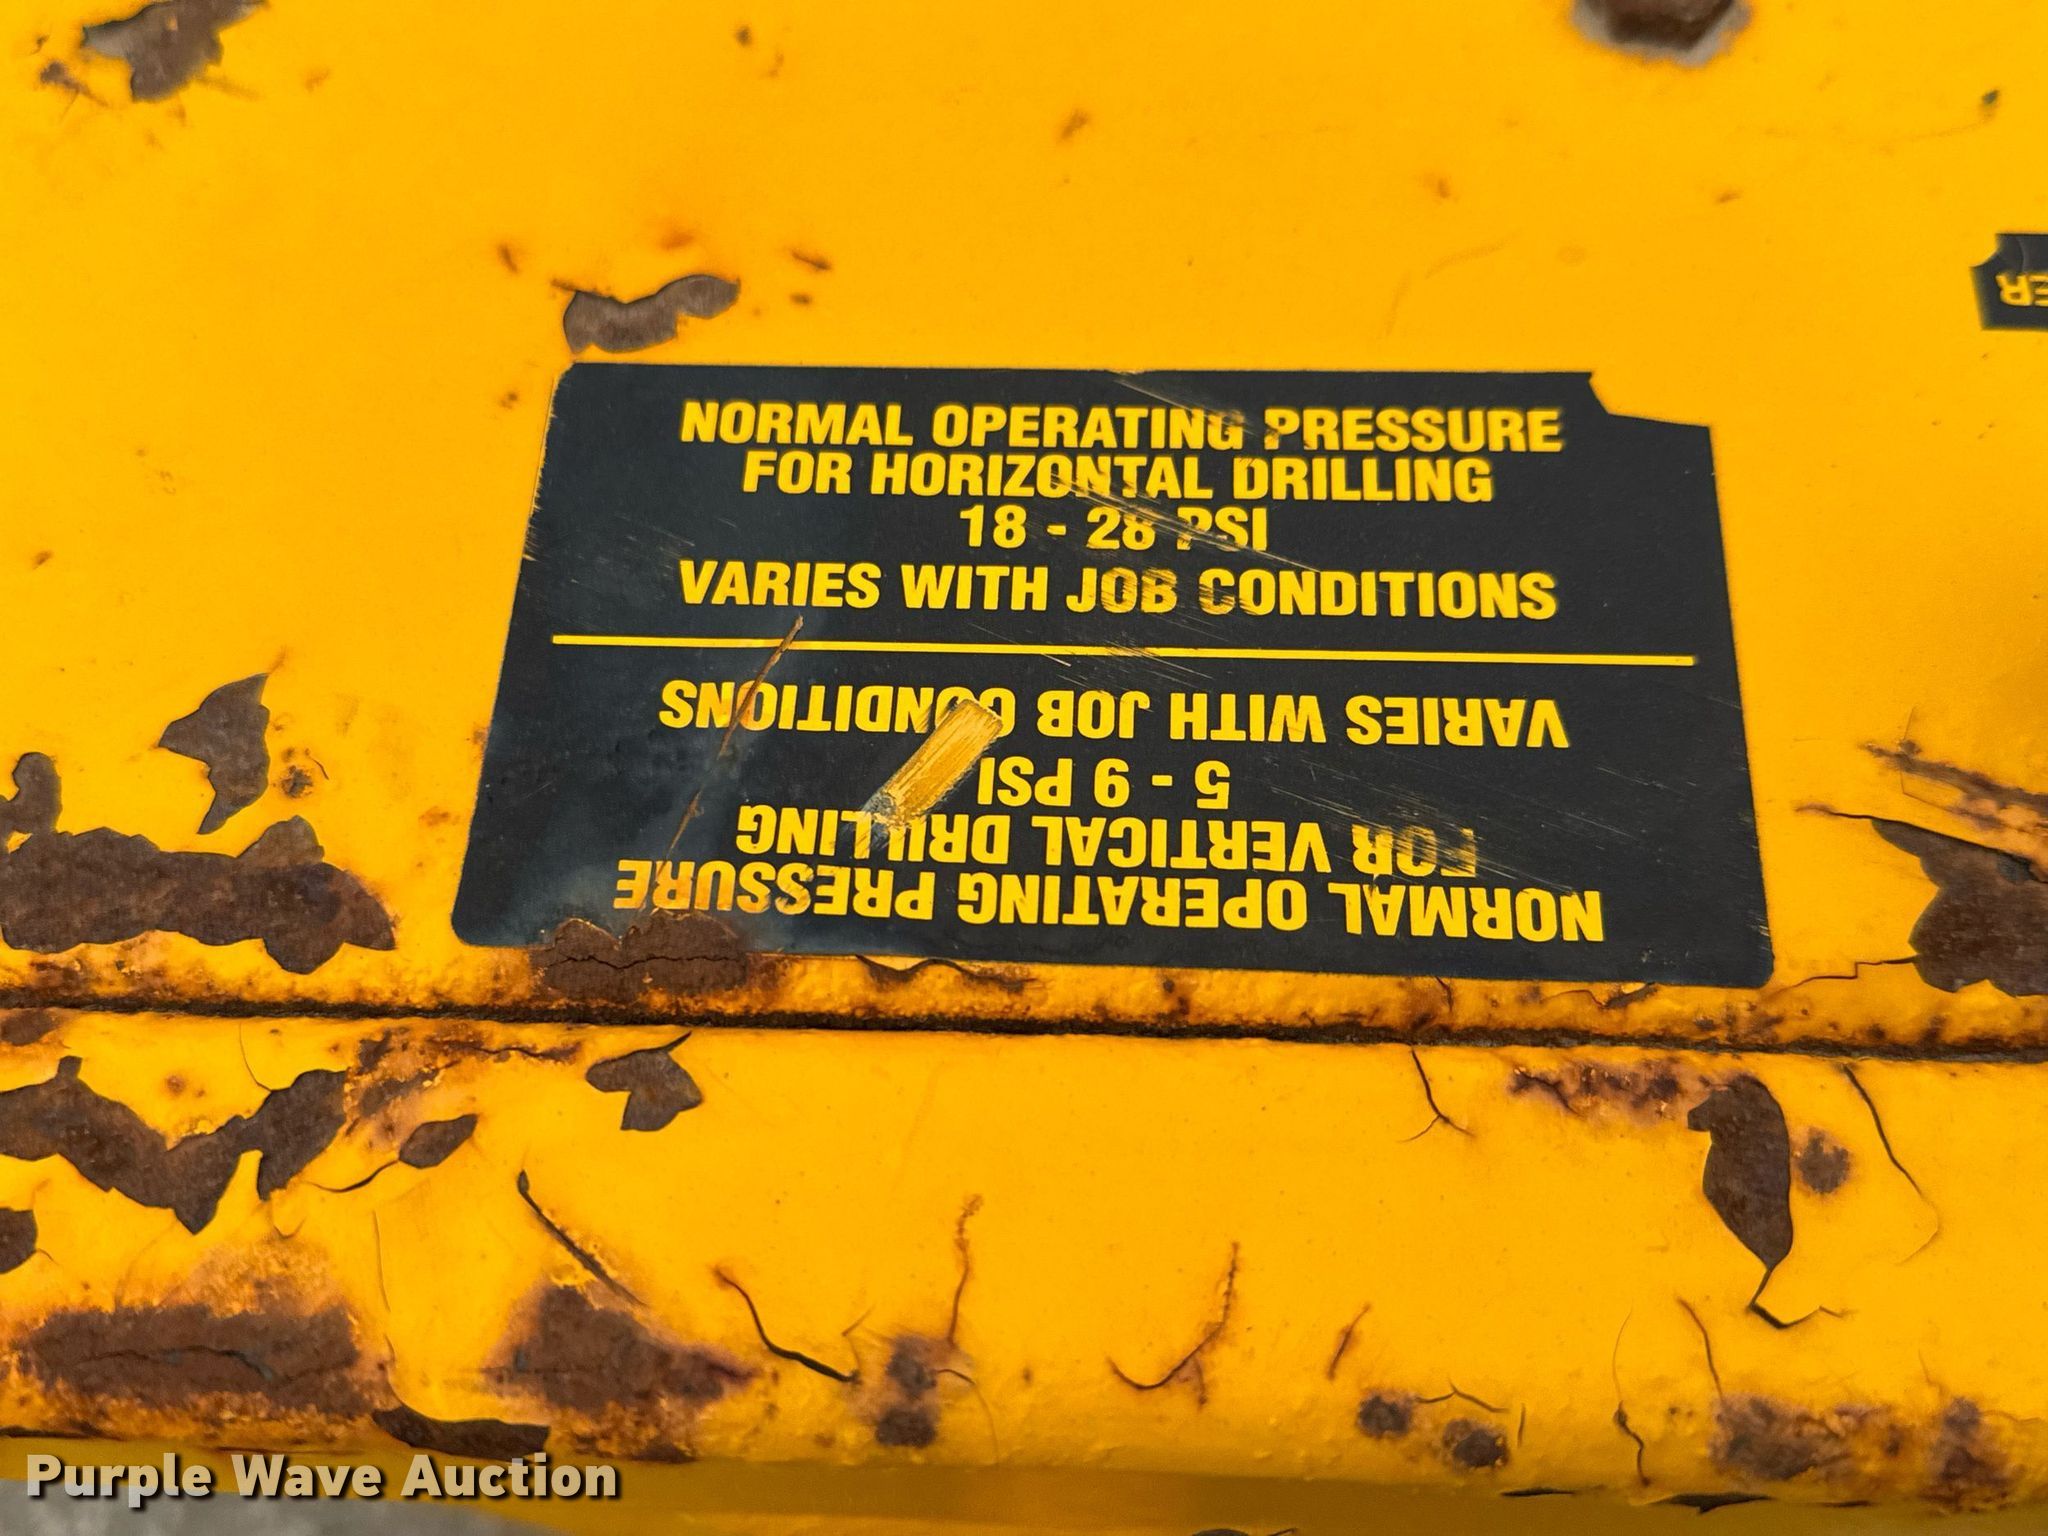 NORMAL OPERATING PRESSURE
FOR HORIZONTAL DRILLING
18 - 28 PSI
VARIES WITH JOB CONDITIONS
NORMAL OPERATING PRESSURE
FOR VERTICAL DRILLING
5 - 9 PSI
VARIES WITH JOB CONDITIONS
Purple Wave Auction